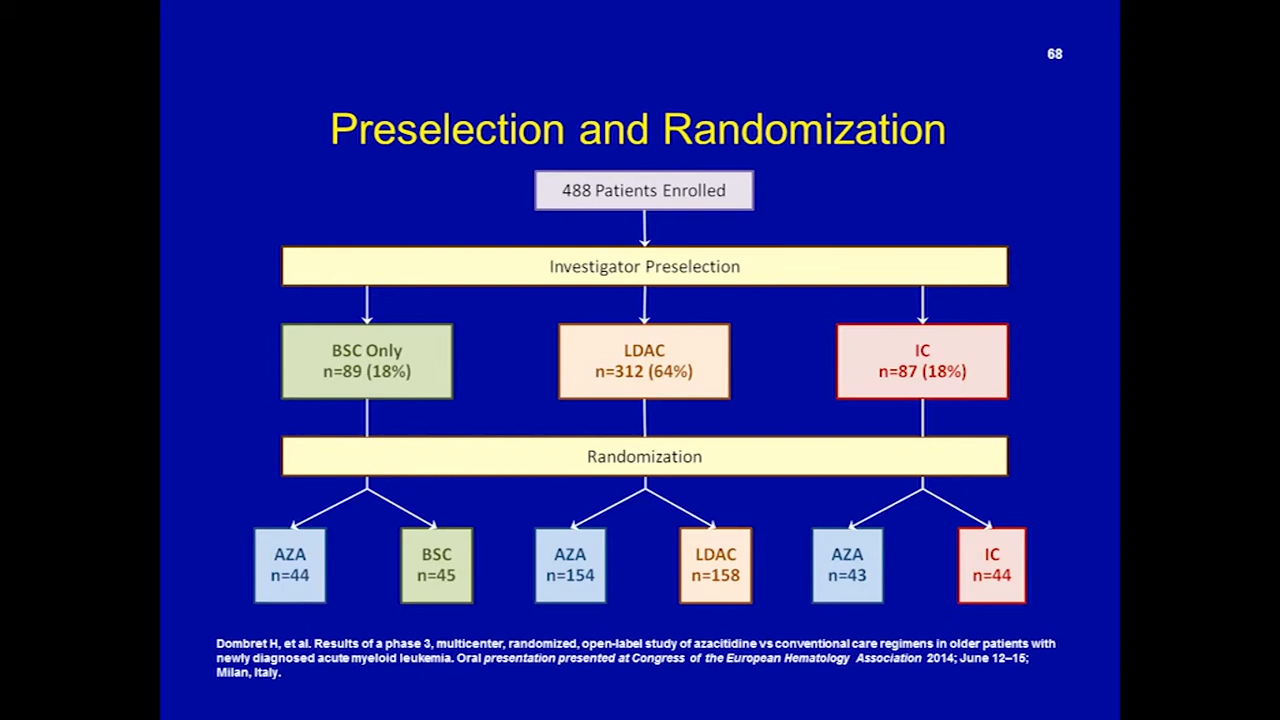 68
Preselection and Randomization
488 Patients Enrolled
Investigator Preselection
BSC Only
n=89 (18%)
LDAC
n=312 (64%)
IC
n=87 (18%)
Randomization
AZA
n=44
BSC
n=45
AZA
n=154
LDAC
n=158
AZA
n=43
IC
n=44
Dombret H, et al. Results of a phase 3, multicenter, randomized, open-label study of azacitidine vs conventional care regimens in older patients with
newly diagnosed acute myeloid leukemia. Oral presentation presented at Congress of the European Hematology Association 2014; June 12–15;
Milan, Italy.